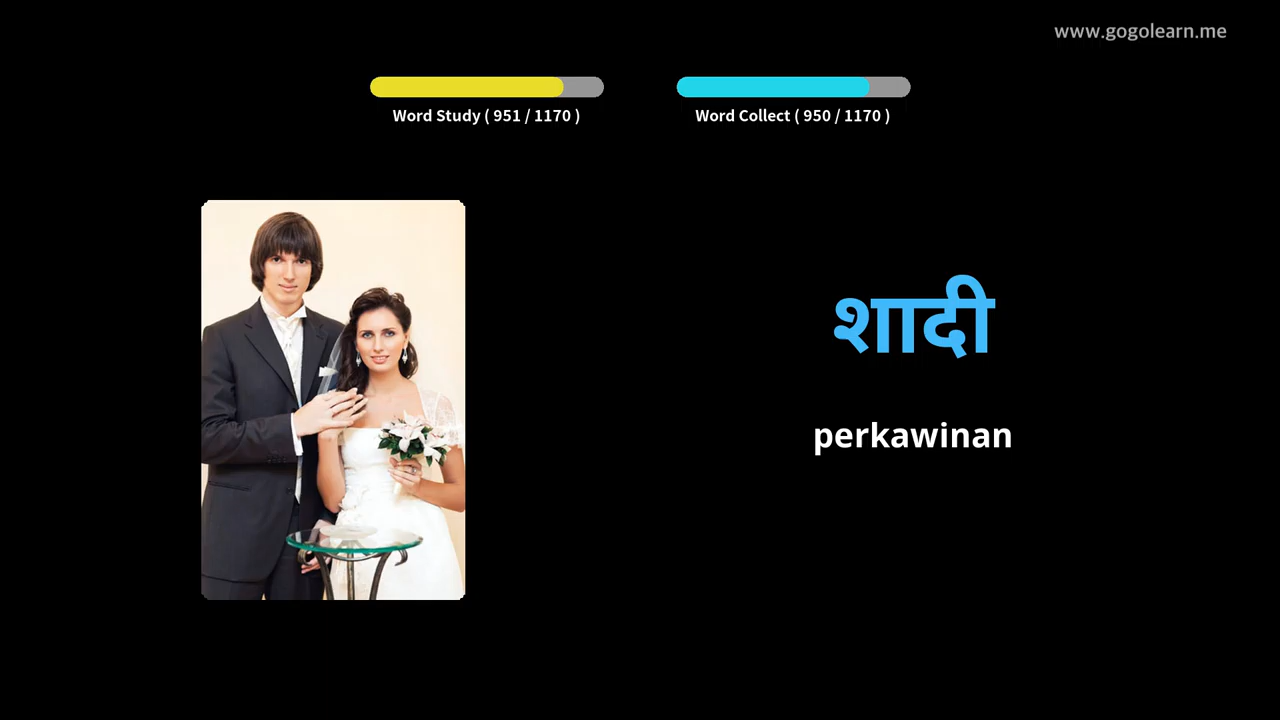 www.gogolearn.me
Word Study ( 951 / 1170 )
Word Collect ( 950 / 1170 )
शादी
perkawinan